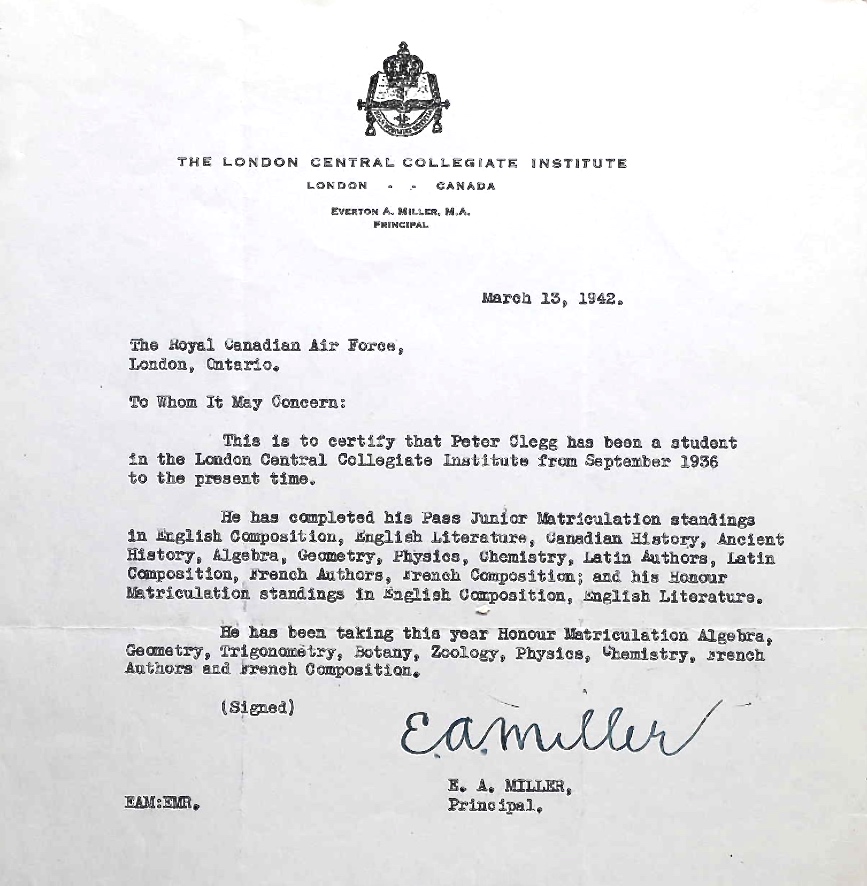 THE LONDON CENTRAL COLLEGIATE INSTITUTE
LONDON - - CANADA
EVERTON A. MILLER, M.A.
PRINCIPAL
March 13, 1942.
The Royal Canadian Air Force,
London, Ontario.
To Whom It May Concern:
This is to certify that Peter Clegg has been a student
in the London Central Collegiate Institute from September 1936
to the present time.
He has completed his Pass Junior Matriculation standings
in English Composition, English Literature, Canadian History, Ancient
History, Algebra, Geometry, Physics, Chemistry, Latin Authors, Latin
Composition, French Authors, French Composition; and his Honour
Matriculation standings in English Composition, English Literature.
He has been taking this year Honour Matriculation Algebra,
Geometry, Trigonometry, Botany, Zoology, Physics, Chemistry, French
Authors and French Composition.
(Signed)
E.A. Miller
E. A. MILLER,
Principal.
EAM:EMR.